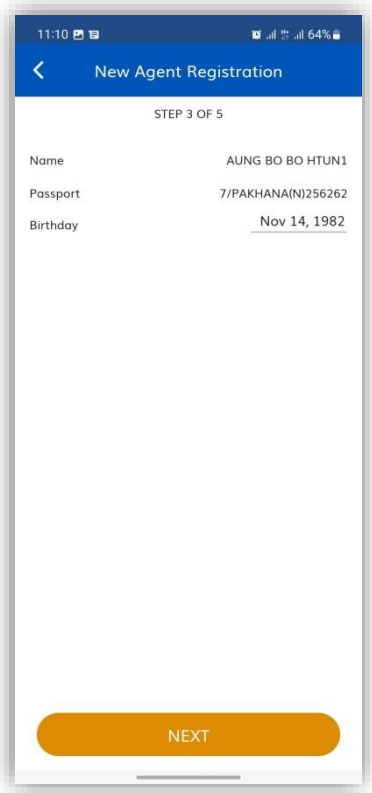 11:10 64%
New Agent Registration
STEP 3 OF 5
Name AUNG BO BO HTUN1
Passport 7/PAKHANA(N)256262
Birthday Nov 14, 1982
NEXT